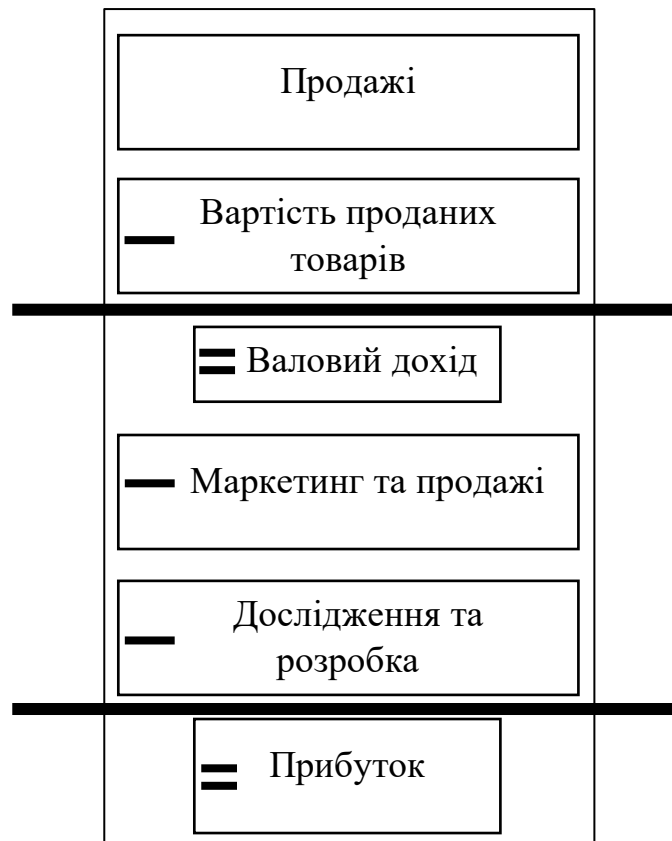 Продажі
Вартість проданих
товарів
Валовий дохід
Маркетинг та продажі
Дослідження та
розробка
Прибуток